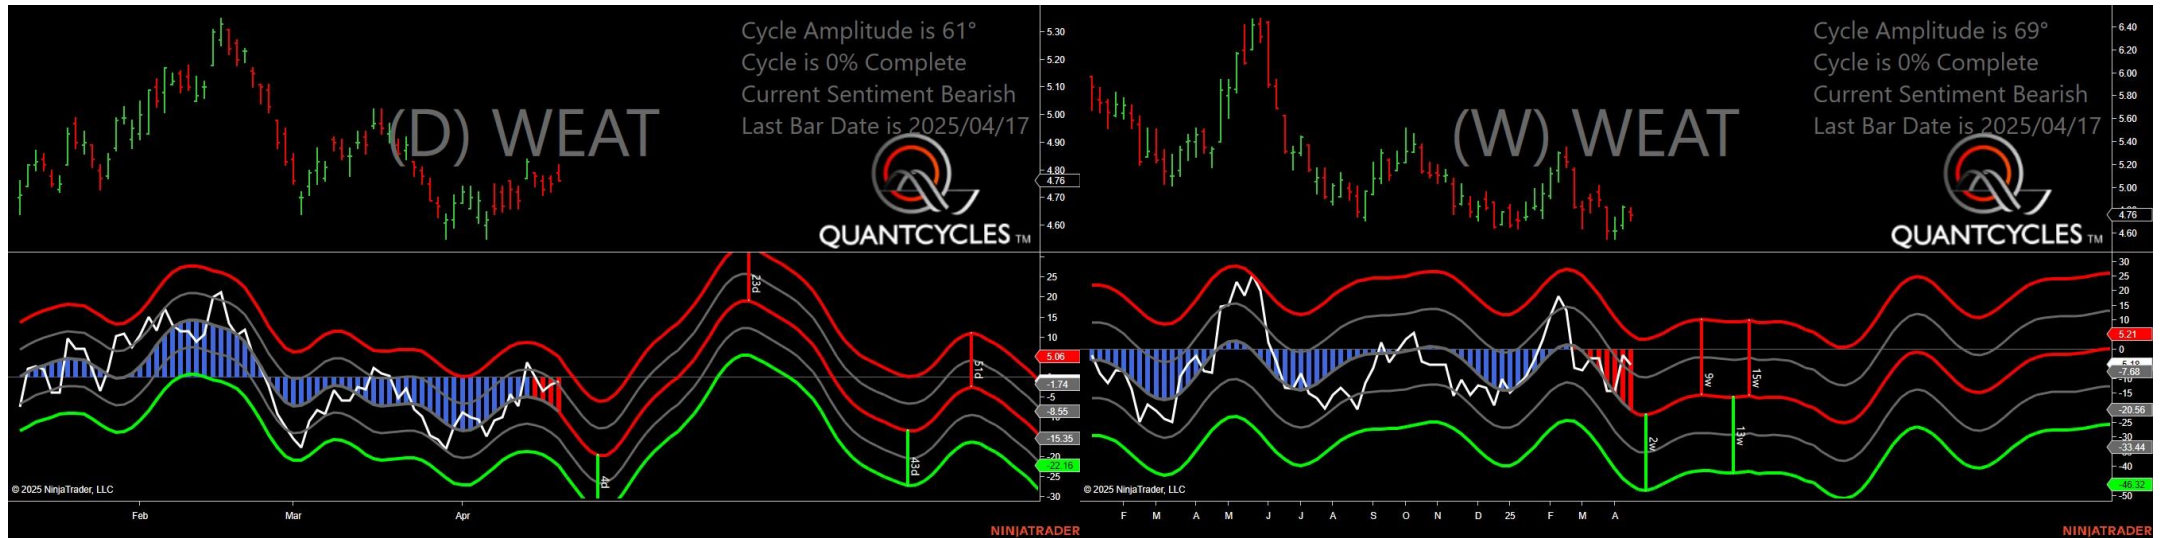 Cycle Amplitude is 61°
Cycle is 0% Complete
Current Sentiment Bearish
Last Bar Date is 2025/04/17
(D) WEAT
QUANTCYCLES TM
5.30
5.20
5.10
5.00
4.90
4.80
4.76
4.70
4.60
23d
51d
4d
43d
25
20
15
10
5.06
-1.74
-5
-8.55
-15.35
-20
-22.16
-25
-30
© 2025 NinjaTrader, LLC
Feb
Mar
Apr
NINJATRADER
Cycle Amplitude is 69°
Cycle is 0% Complete
Current Sentiment Bearish
Last Bar Date is 2025/04/17
(W) WEAT
QUANTCYCLES TM
6.40
6.20
6.00
5.80
5.60
5.40
5.20
5.00
4.76
4.60
9w
15w
2w
13w
30
25
20
15
10
5.21
0
-7.68
-10
-15
-20.56
-25
-30
-33.44
-40
-46.32
-50
© 2025 NinjaTrader, LLC
F M A M J J A S O N D 25 F M A
NINJATRADER